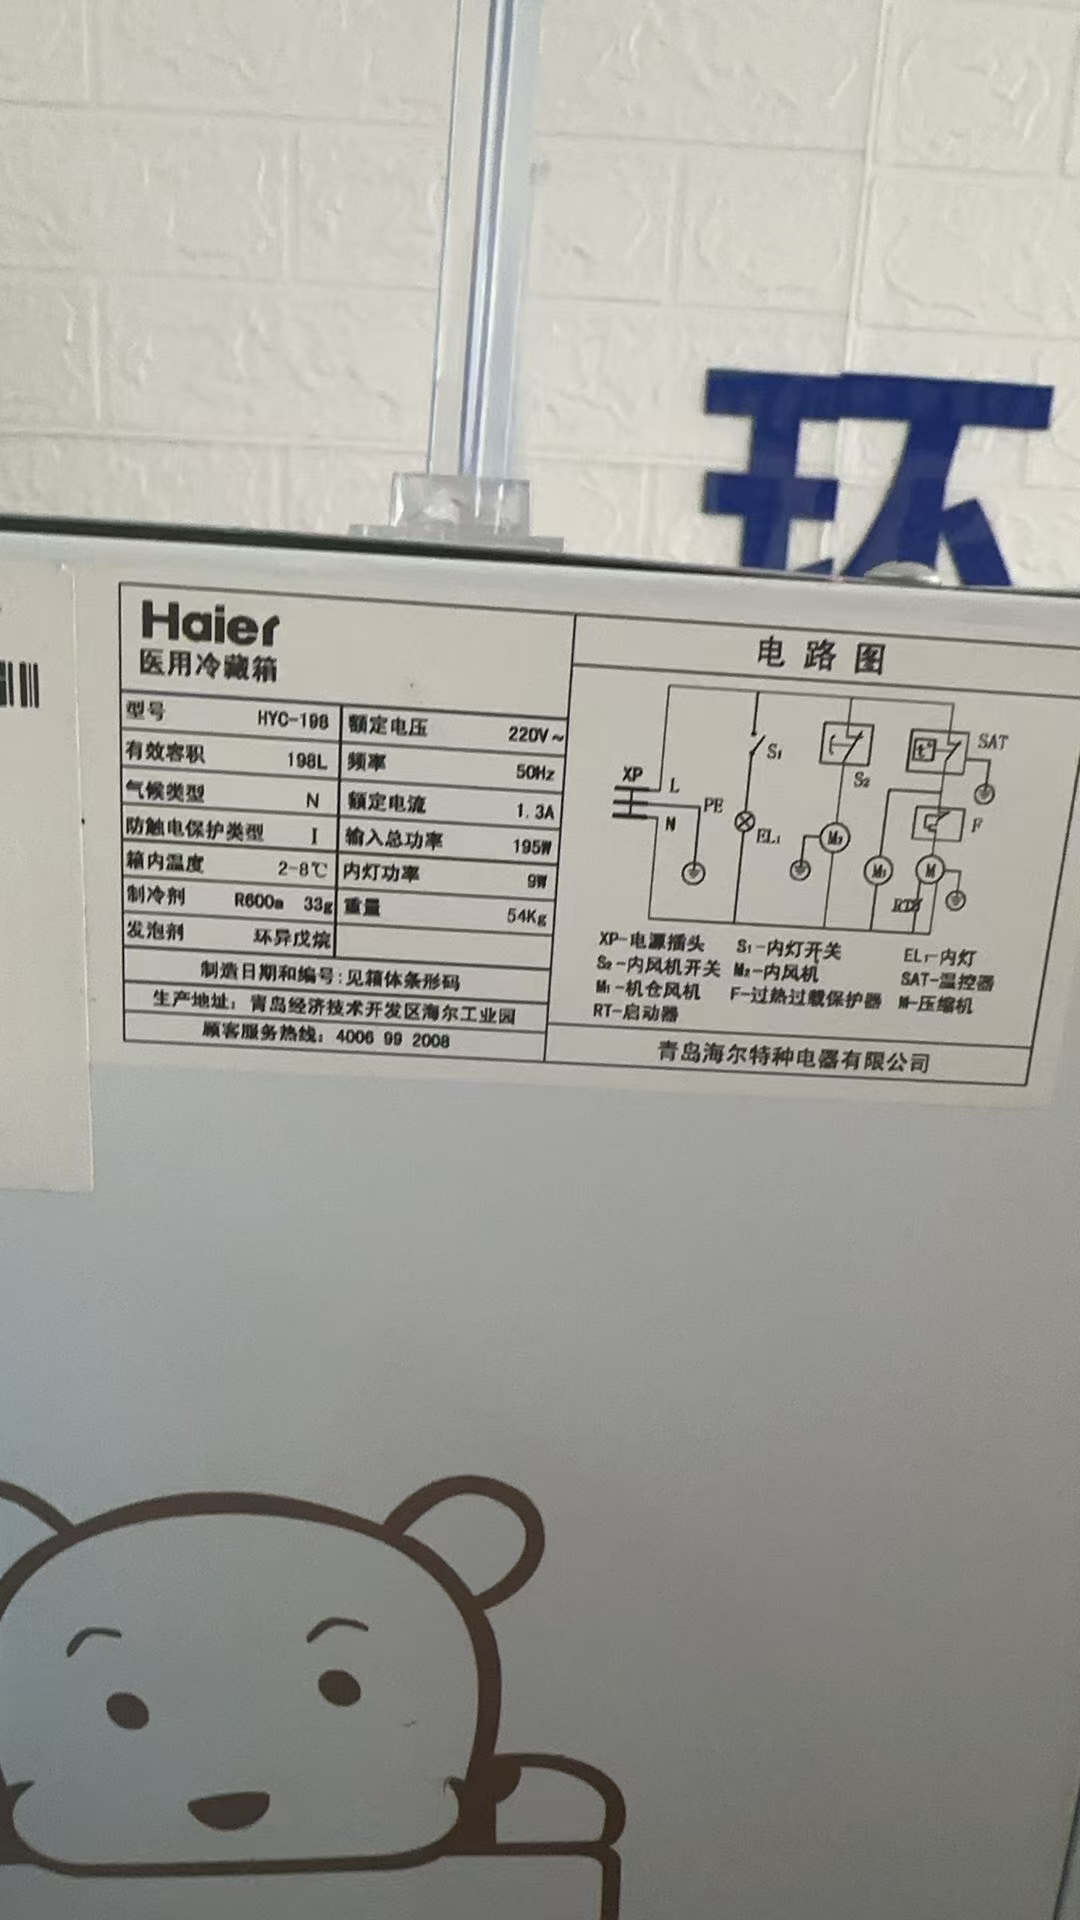 环
Haier
医用冷藏箱
型号 HYC-198 额定电压 220V~
有效容积 198L 频率 50Hz
气候类型 N 额定电流 1.3A
防触电保护类型 I 输入总功率 195W
箱内温度 2-8℃ 内灯功率 9W
制冷剂 R600a 33g 重量 54Kg
发泡剂 环异戊烷
制造日期和编号:见箱体条形码
生产地址：青岛经济技术开发区海尔工业园
顾客服务热线：4006 99 2008
电路图
XP L N PE S₁ EL₁ S₂ M₂ SAT t° F M₁ M RT
XP-电源插头 S₁-内灯开关 EL₁-内灯
S₂-内风机开关 M₂-内风机 SAT-温控器
M₁-机仓风机 F-过热过载保护器 M-压缩机
RT-启动器
青岛海尔特种电器有限公司